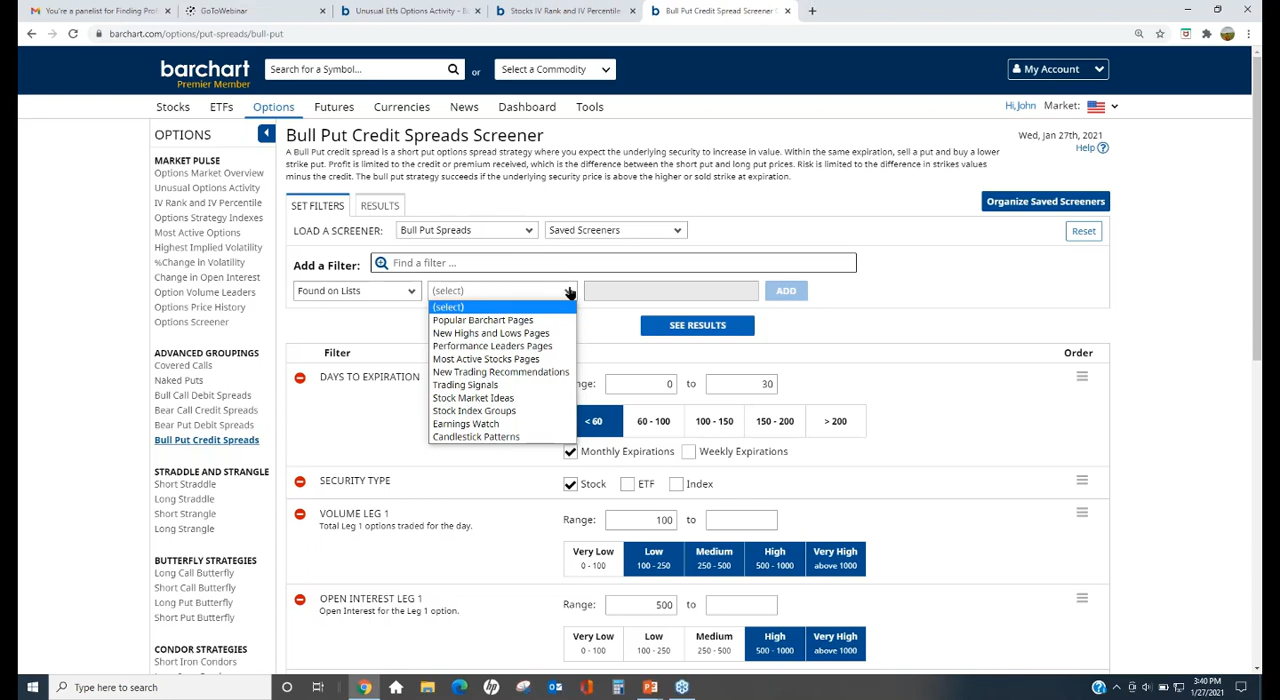 You're a panelist for Finding Pro
GoToWebinar
Unusual Etfs Options Activity - B
Stocks IV Rank and IV Percentile
Bull Put Credit Spread Screener
barchart.com/options/put-spreads/bull-put
barchart
Premier Member
Search for a Symbol...
or
Select a Commodity
My Account
Stocks
ETFs
Options
Futures
Currencies
News
Dashboard
Tools
Hi,John
Market:
OPTIONS
MARKET PULSE
Options Market Overview
Unusual Options Activity
IV Rank and IV Percentile
Options Strategy Indexes
Most Active Options
Highest Implied Volatility
%Change in Volatility
Change in Open Interest
Option Volume Leaders
Options Price History
Options Screener
ADVANCED GROUPINGS
Covered Calls
Naked Puts
Bull Call Debit Spreads
Bear Call Credit Spreads
Bear Put Debit Spreads
Bull Put Credit Spreads
STRADDLE AND STRANGLE
Short Straddle
Long Straddle
Short Strangle
Long Strangle
BUTTERFLY STRATEGIES
Long Call Butterfly
Short Call Butterfly
Long Put Butterfly
Short Put Butterfly
CONDOR STRATEGIES
Short Iron Condors
Bull Put Credit Spreads Screener
Wed, Jan 27th, 2021
Help ?
A Bull Put credit spread is a short put options spread strategy where you expect the underlying security to increase in value. Within the same expiration, sell a put and buy a lower
strike put. Profit is limited to the credit or premium received, which is the difference between the short put and long put prices. Risk is limited to the difference in strikes values
minus the credit. The bull put strategy succeeds if the underlying security price is above the higher or sold strike at expiration.
SET FILTERS
RESULTS
Organize Saved Screeners
LOAD A SCREENER:
Bull Put Spreads
Saved Screeners
Reset
Add a Filter:
Find a filter ...
Found on Lists
(select)
ADD
(select)
Popular Barchart Pages
New Highs and Lows Pages
Performance Leaders Pages
Most Active Stocks Pages
New Trading Recommendations
Trading Signals
Stock Market Ideas
Stock Index Groups
Earnings Watch
Candlestick Patterns
SEE RESULTS
Filter
Order
DAYS TO EXPIRATION
nge:
0
to
30
< 60
60 - 100
100 - 150
150 - 200
> 200
Monthly Expirations
Weekly Expirations
SECURITY TYPE
Stock
ETF
Index
VOLUME LEG 1
Total Leg 1 options traded for the day.
Range:
100
to
Very Low
0 - 100
Low
100 - 250
Medium
250 - 500
High
500 - 1000
Very High
above 1000
OPEN INTEREST LEG 1
Open Interest for the Leg 1 option.
Range:
500
to
Very Low
0 - 100
Low
100 - 250
Medium
250 - 500
High
500 - 1000
Very High
above 1000
Type here to search
3:40 PM
1/27/2021